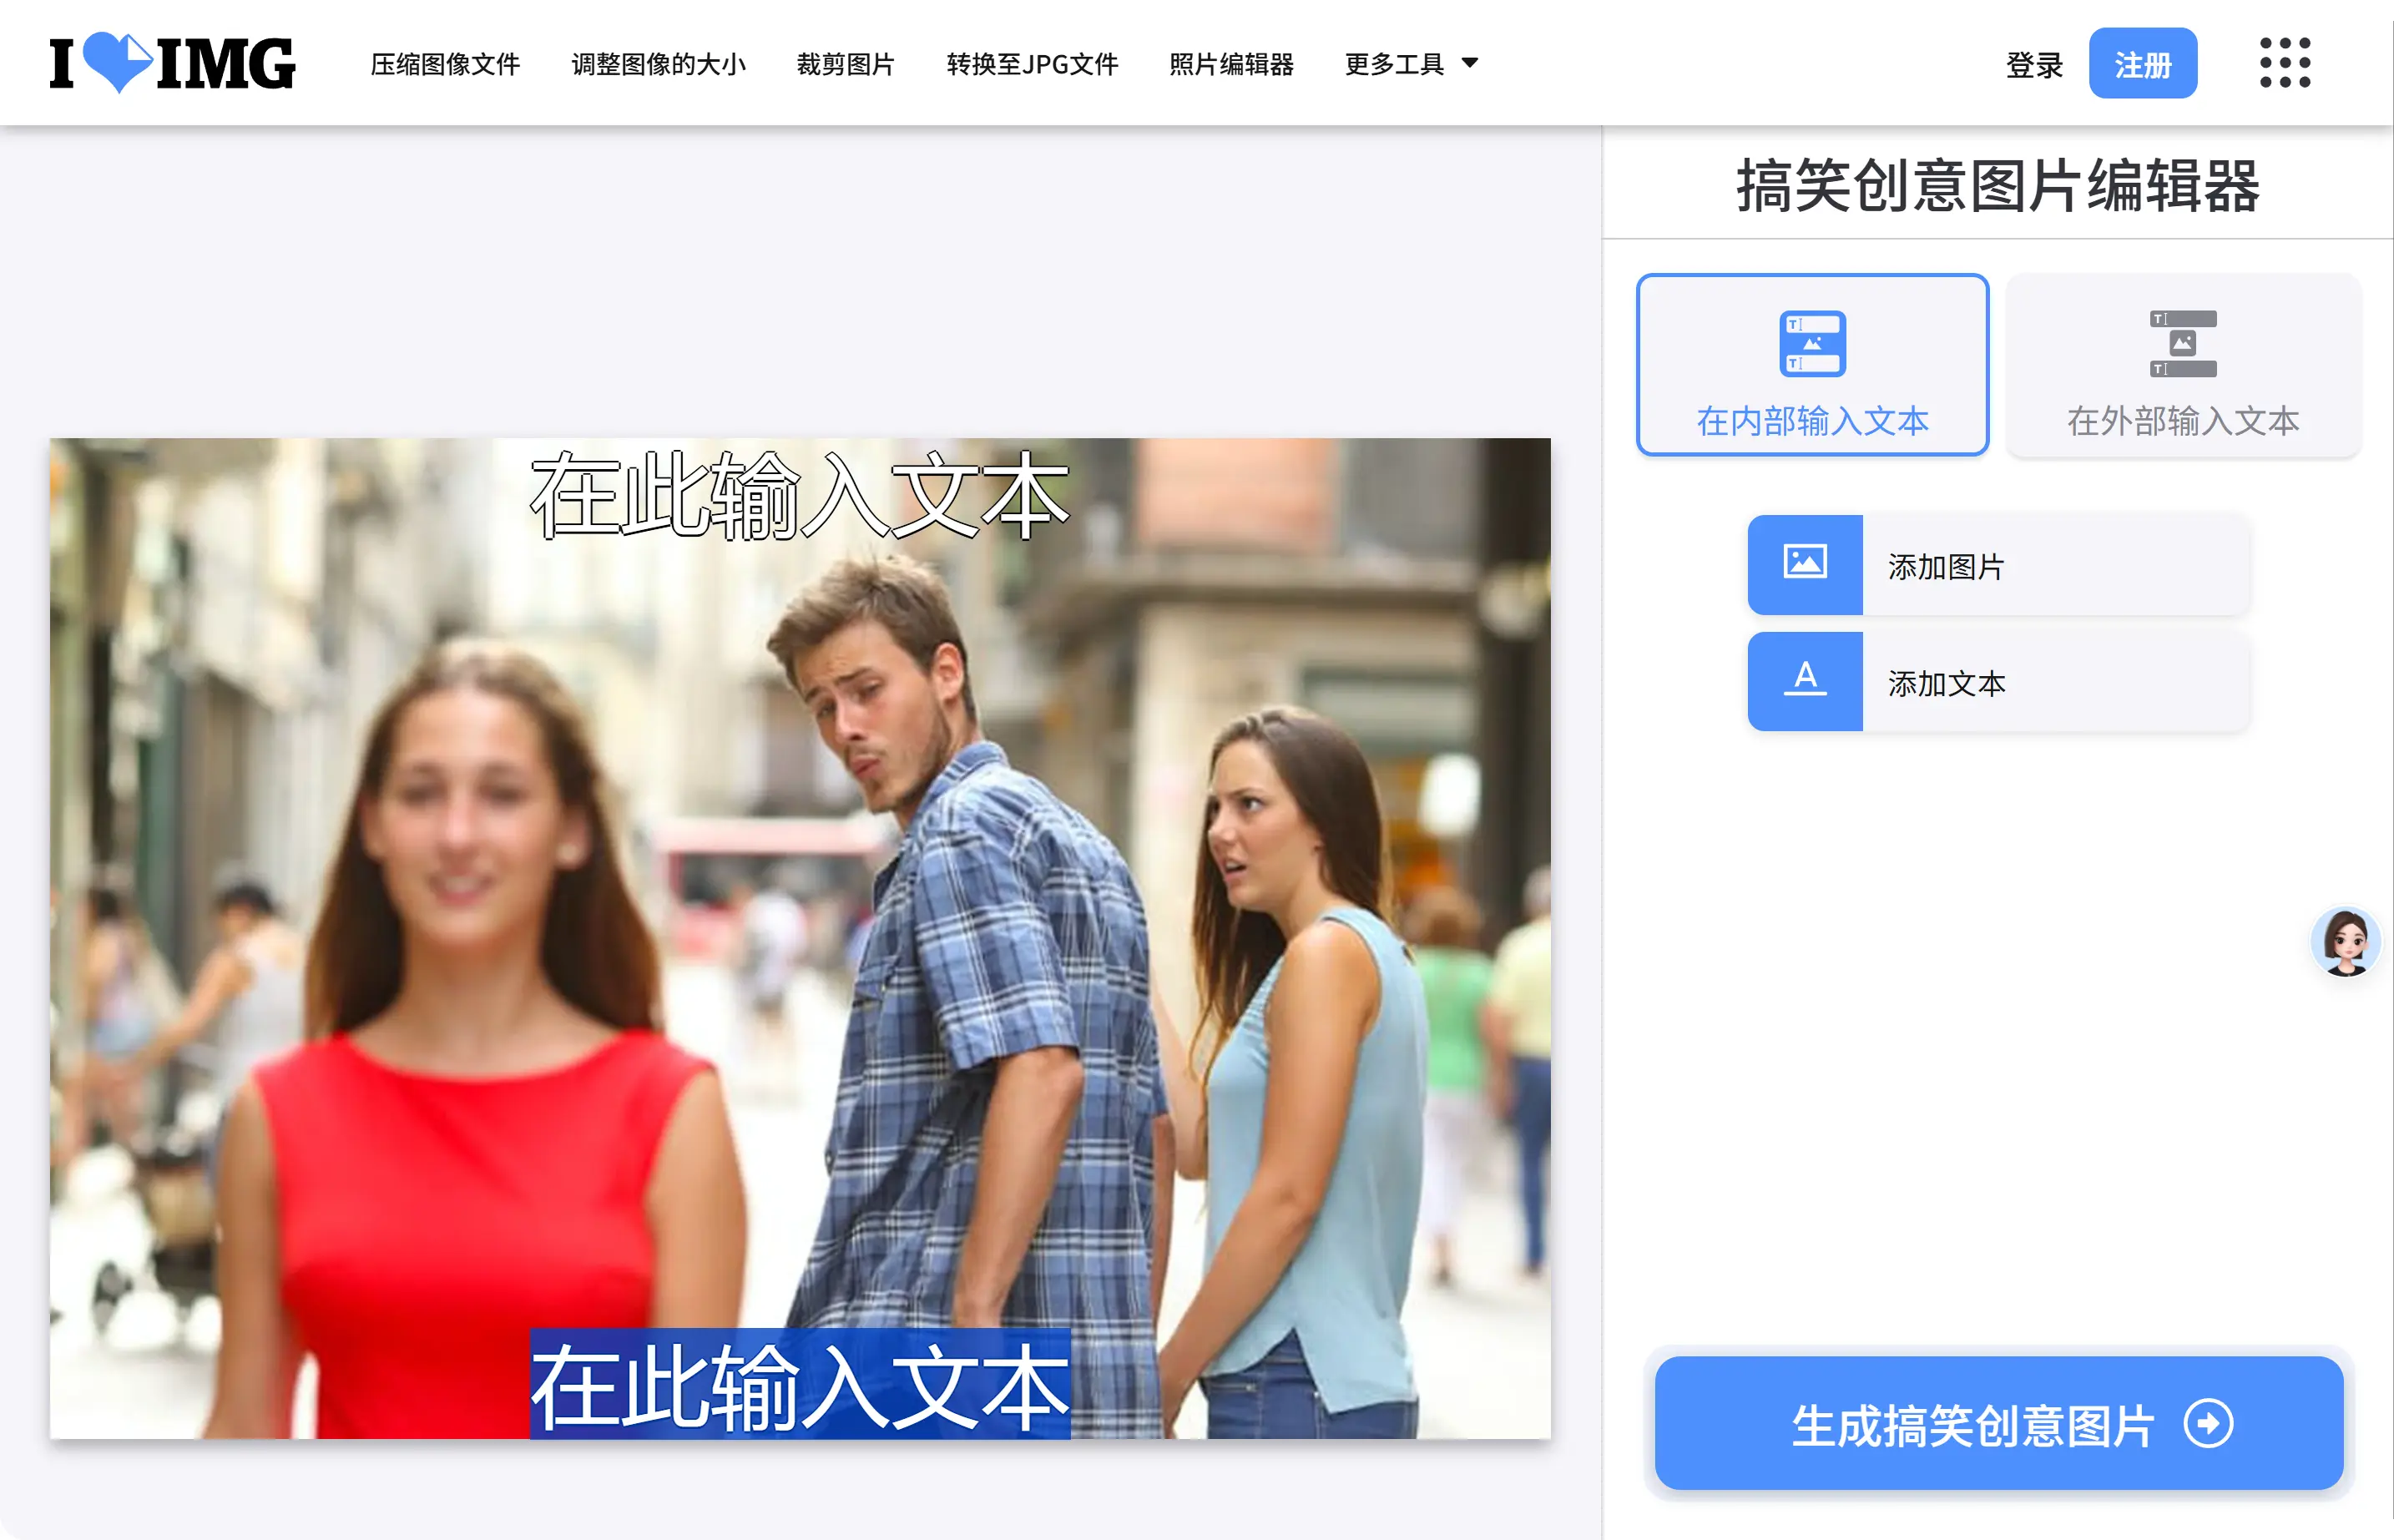 I IMG
压缩图像文件
调整图像的大小
裁剪图片
转换至JPG文件
照片编辑器
更多工具
登录
注册
搞笑创意图片编辑器
T
T
在内部输入文本
T
T
在外部输入文本
在此输入文本
添加图片
A
添加文本
在此输入文本
生成搞笑创意图片